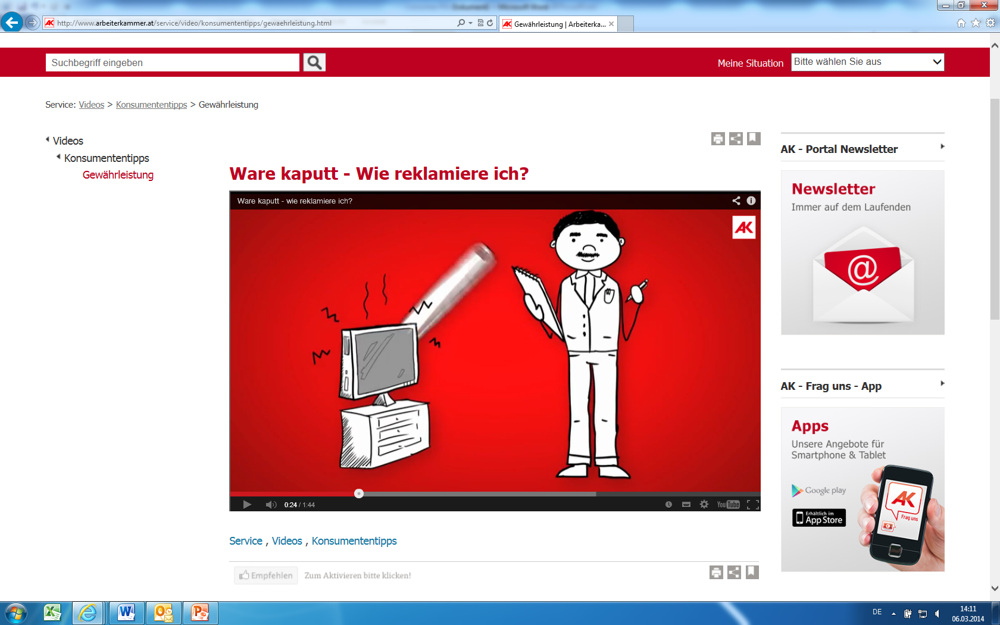 http://www.arbeiterkammer.at/service/video/konsumententipps/gewaehrleistung.html
AK Gewährleistung | Arbeiterka...
Suchbegriff eingeben
Meine Situation
Bitte wählen Sie aus
Service: Videos > Konsumententipps > Gewährleistung
Videos
Konsumententipps
Gewährleistung
Ware kaputt - Wie reklamiere ich?
Ware kaputt - wie reklamiere ich?
AK
0:24 / 1:44
YouTube
Service , Videos , Konsumententipps
Empfehlen
Zum Aktivieren bitte klicken!
AK - Portal Newsletter
Newsletter
Immer auf dem Laufenden
@
AK - Frag uns - App
Apps
Unsere Angebote für
Smartphone & Tablet
Google play
Erhältlich im
App Store
AK
Frag uns
DE
14:11
06.03.2014